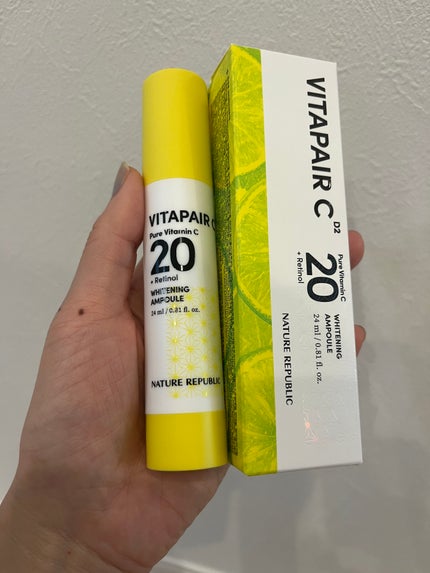 VITAPAIR C
Pure Vitamin C
20
+ Retinol
WHITENING
AMPOULE
24 ml / 0.81 fl. oz.
NATURE REPUBLIC
VITAPAIR C D2
Pure Vitamin C
20
+ Retinol
WHITENING
AMPOULE
24 ml / 0.81 fl. oz.
NATURE REPUBLIC